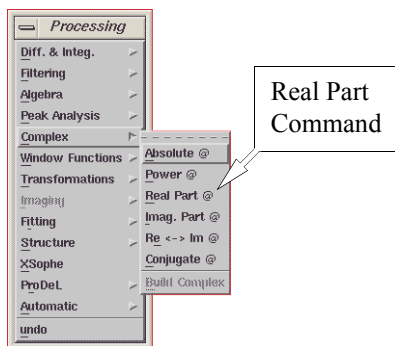 Processing
Diff. & Integ.
Filtering
Algebra
Peak Analysis
Complex
Window Functions
Transformations
Imaging
Fitting
Structure
XSophe
ProDeL
Automatic
undo
Absolute @
Power @
Real Part @
Imag. Part @
Re <-> Im @
Conjugate @
Build Complex
Real Part
Command